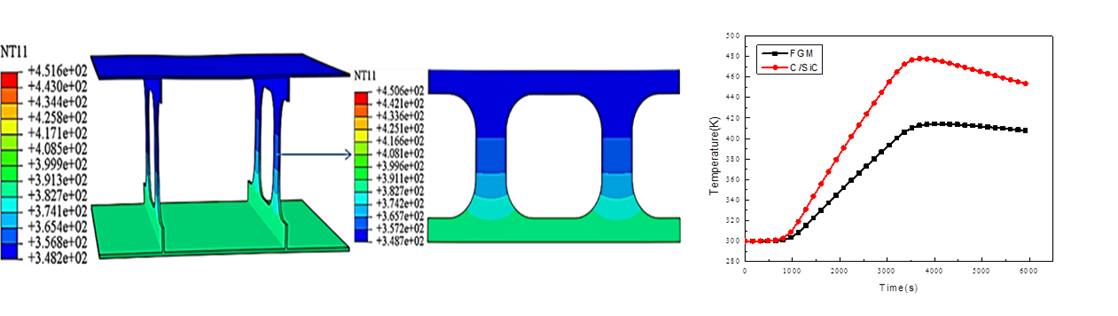 NT11
+4.516e+02
+4.430e+02
+4.344e+02
+4.258e+02
+4.171e+02
+4.085e+02
+3.999e+02
+3.913e+02
+3.827e+02
+3.741e+02
+3.654e+02
+3.568e+02
+3.482e+02
NT11
+4.506e+02
+4.421e+02
+4.336e+02
+4.251e+02
+4.166e+02
+4.081e+02
+3.996e+02
+3.911e+02
+3.827e+02
+3.742e+02
+3.657e+02
+3.572e+02
+3.487e+02
500
480
460
440
420
400
380
360
340
320
300
280
Temperature(K)
FGM
C/SiC
0 1000 2000 3000 4000 5000 6000
Time(s)